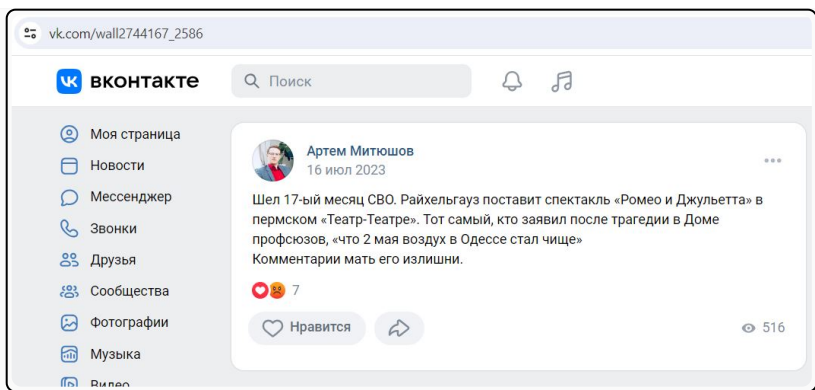 vk.com/wall2744167_2586
вконтакте
Поиск
Моя страница
Новости
Мессенджер
Звонки
Друзья
Сообщества
Фотографии
Музыка
Видео
Артем Митюшов
16 июл 2023
Шел 17-ый месяц СВО. Райхельгауз поставит спектакль «Ромео и Джульетта» в
пермском «Театр-Театре». Тот самый, кто заявил после трагедии в Доме
профсюзов, «что 2 мая воздух в Одессе стал чище»
Комментарии мать его излишни.
7
Нравится
516